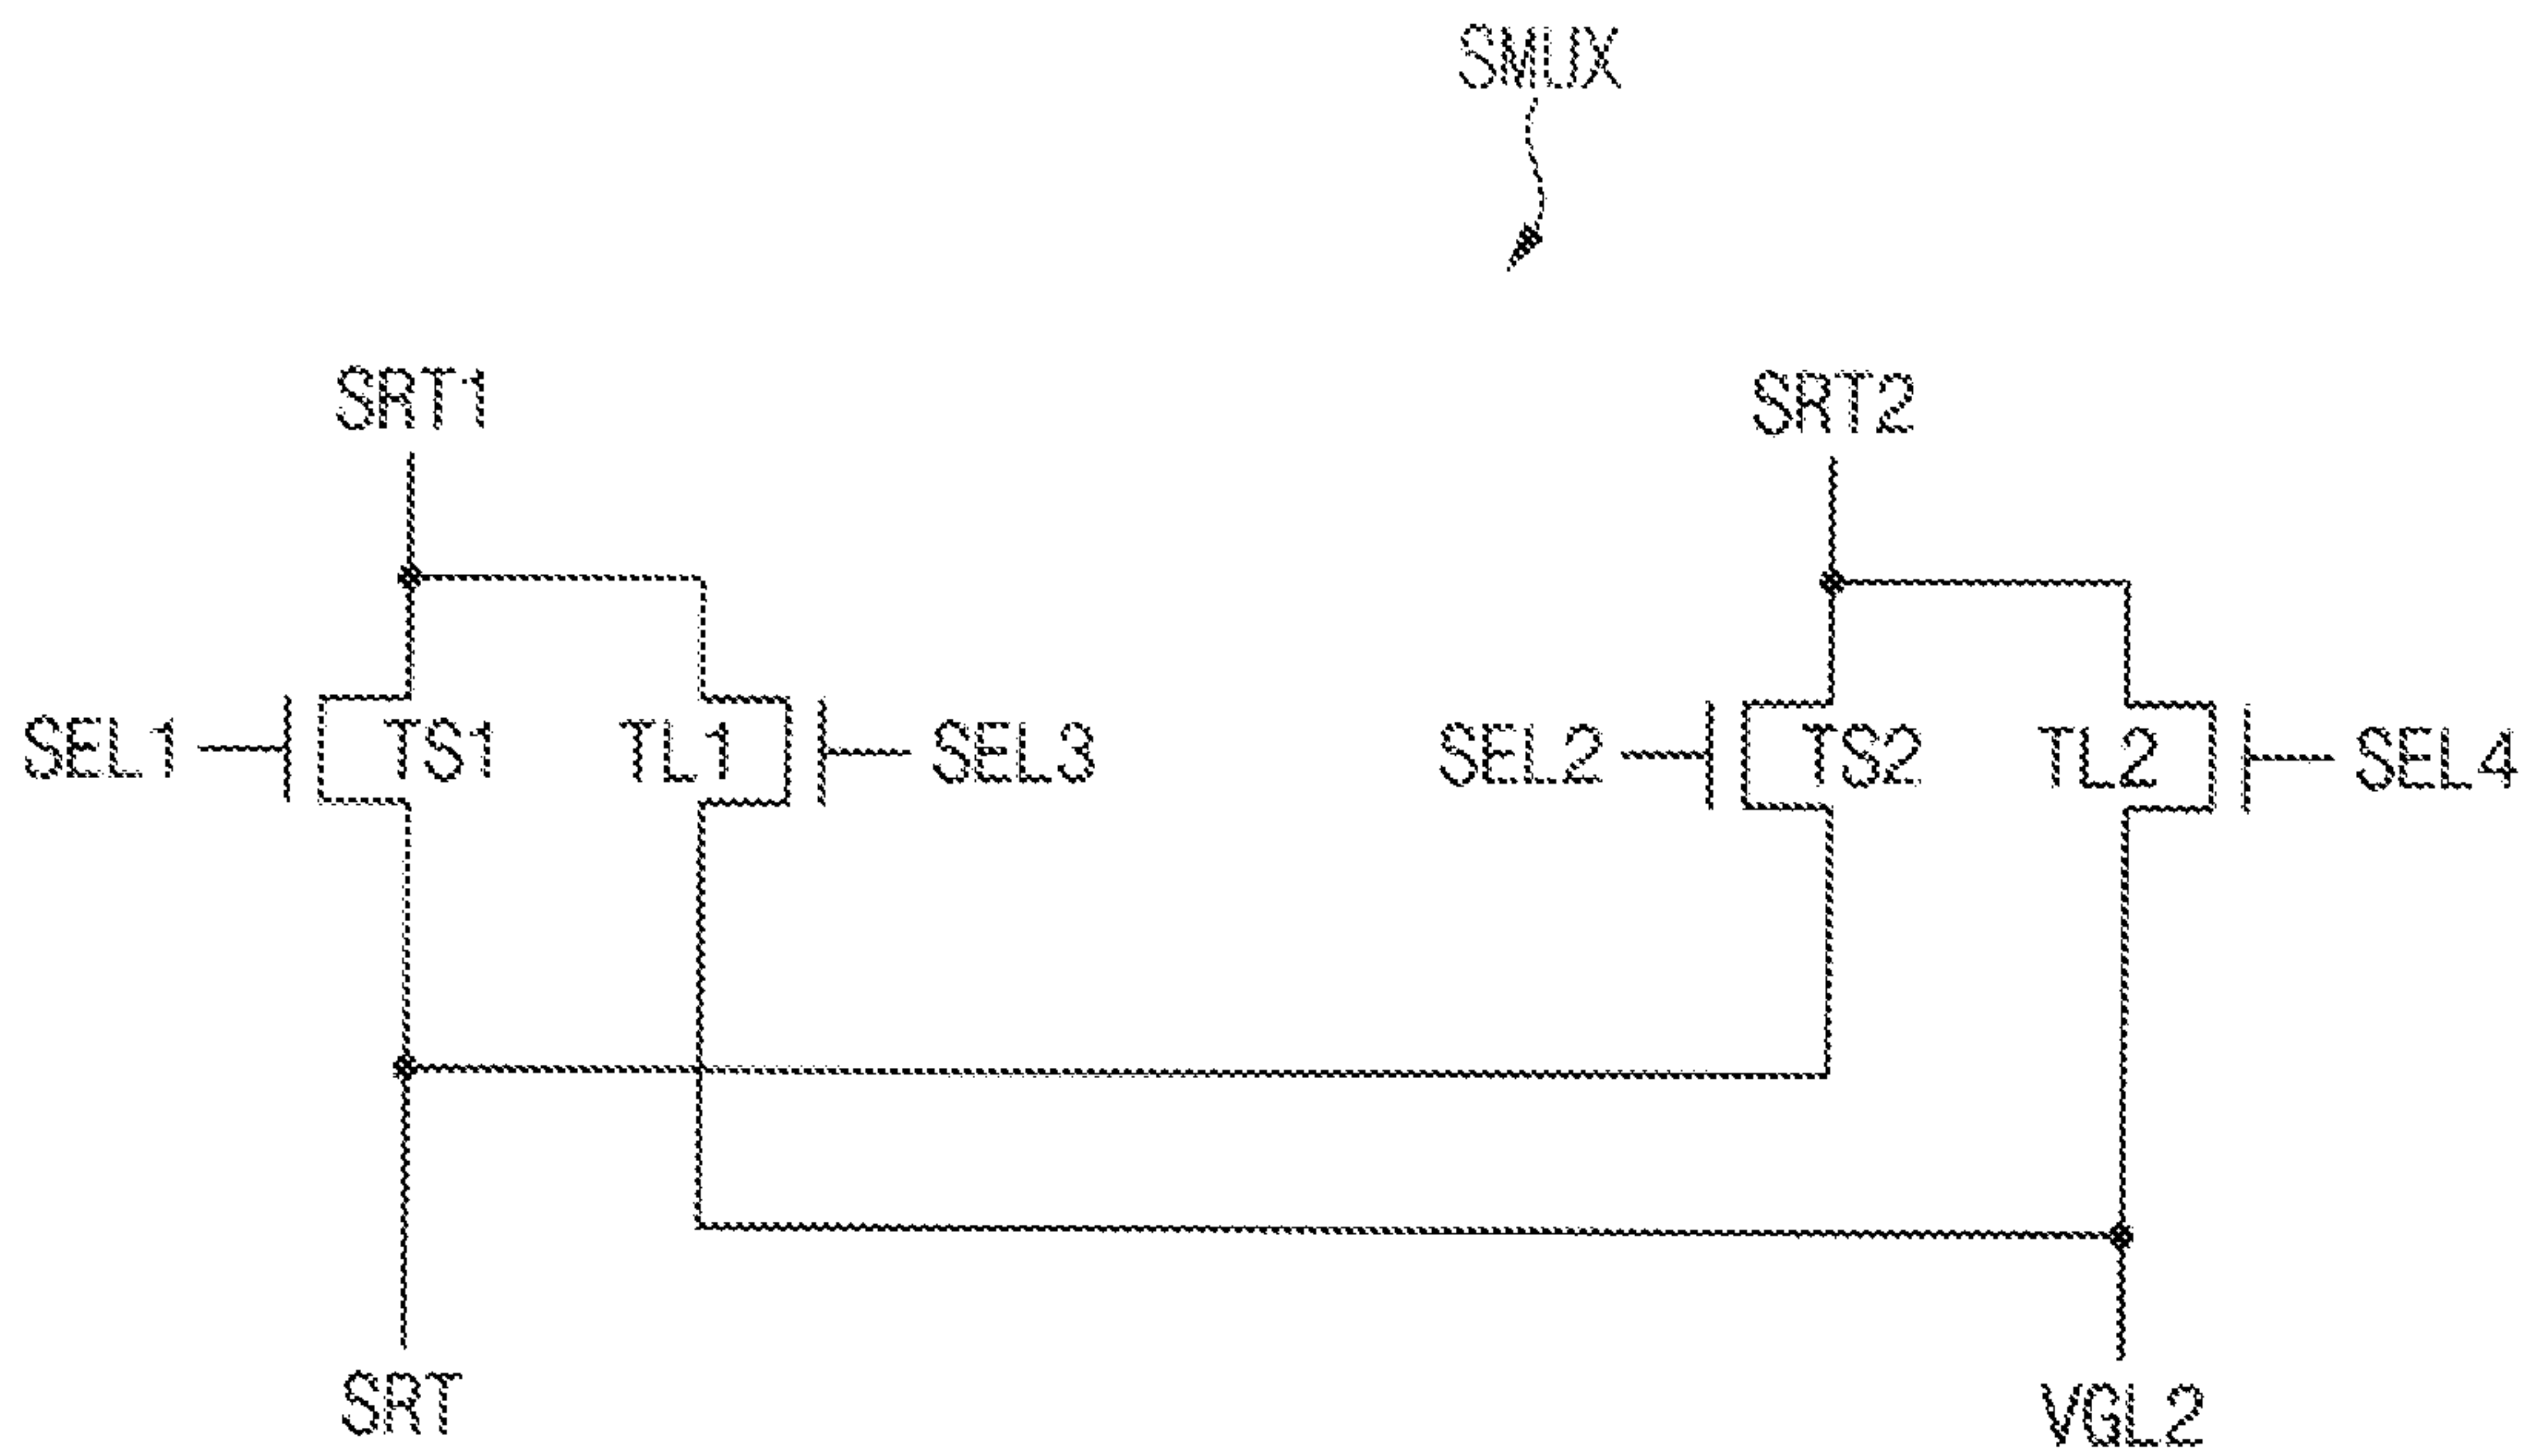 SMUX
SRT1
SRT2
SEL1
TS1
TL1
SEL3
SEL2
TS2
TL2
SEL4
SRT
VGL2